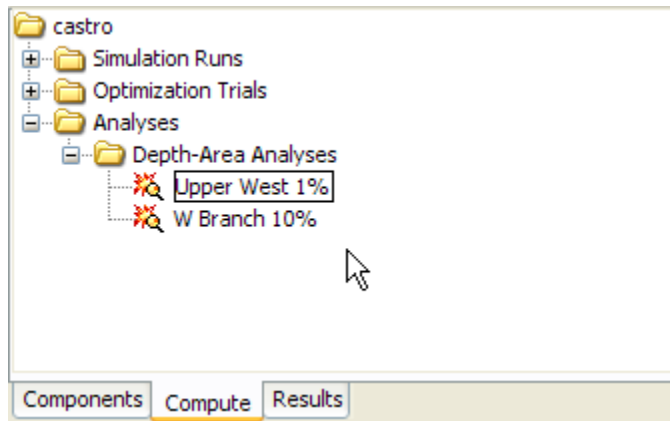 castro
Simulation Runs
Optimization Trials
Analyses
Depth-Area Analyses
Upper West 1%
W Branch 10%
Components Compute Results